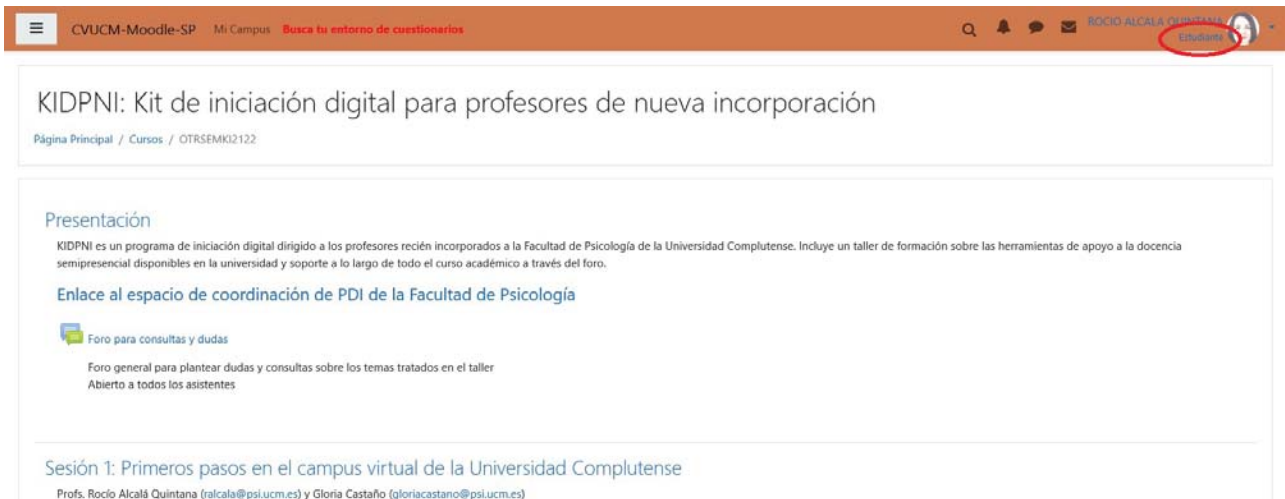 CVUCM-Moodle-SP Mi Campus Busca tu entorno de cuestionarios ROCIO ALCALA QUINTANA
Estudiante
KIDPNI: Kit de iniciación digital para profesores de nueva incorporación
Página Principal / Cursos / OTRSEMKI2122
Presentación
KIDPNI es un programa de iniciación digital dirigido a los profesores recién incorporados a la Facultad de Psicología de la Universidad Complutense. Incluye un taller de formación sobre las herramientas de apoyo a la docencia
semipresencial disponibles en la universidad y soporte a lo largo de todo el curso académico a través del foro.
Enlace al espacio de coordinación de PDI de la Facultad de Psicología
Foro para consultas y dudas
Foro general para plantear dudas y consultas sobre los temas tratados en el taller
Abierto a todos los asistentes
Sesión 1: Primeros pasos en el campus virtual de la Universidad Complutense
Profs. Rocío Alcalá Quintana (ralcala@psi.ucm.es) y Gloria Castaño (gloriacastano@psi.ucm.es)